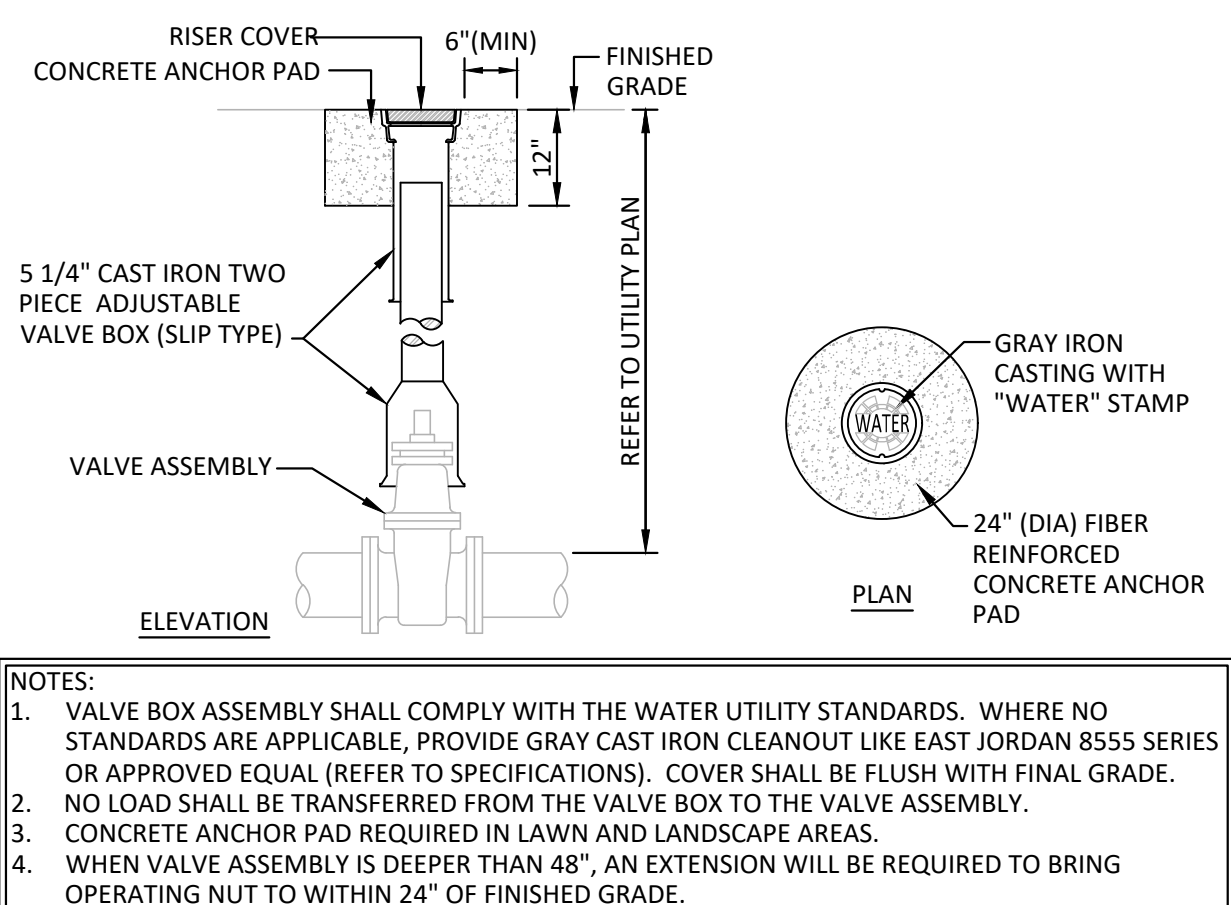 RISER COVER
CONCRETE ANCHOR PAD
6"(MIN)
FINISHED
GRADE
12"
REFER TO UTILITY PLAN
5 1/4" CAST IRON TWO
PIECE ADJUSTABLE
VALVE BOX (SLIP TYPE)
VALVE ASSEMBLY
ELEVATION
GRAY IRON
CASTING WITH
"WATER" STAMP
WATER
24" (DIA) FIBER
REINFORCED
CONCRETE ANCHOR
PAD
PLAN
NOTES:
1. VALVE BOX ASSEMBLY SHALL COMPLY WITH THE WATER UTILITY STANDARDS. WHERE NO
STANDARDS ARE APPLICABLE, PROVIDE GRAY CAST IRON CLEANOUT LIKE EAST JORDAN 8555 SERIES
OR APPROVED EQUAL (REFER TO SPECIFICATIONS). COVER SHALL BE FLUSH WITH FINAL GRADE.
2. NO LOAD SHALL BE TRANSFERRED FROM THE VALVE BOX TO THE VALVE ASSEMBLY.
3. CONCRETE ANCHOR PAD REQUIRED IN LAWN AND LANDSCAPE AREAS.
4. WHEN VALVE ASSEMBLY IS DEEPER THAN 48", AN EXTENSION WILL BE REQUIRED TO BRING
OPERATING NUT TO WITHIN 24" OF FINISHED GRADE.